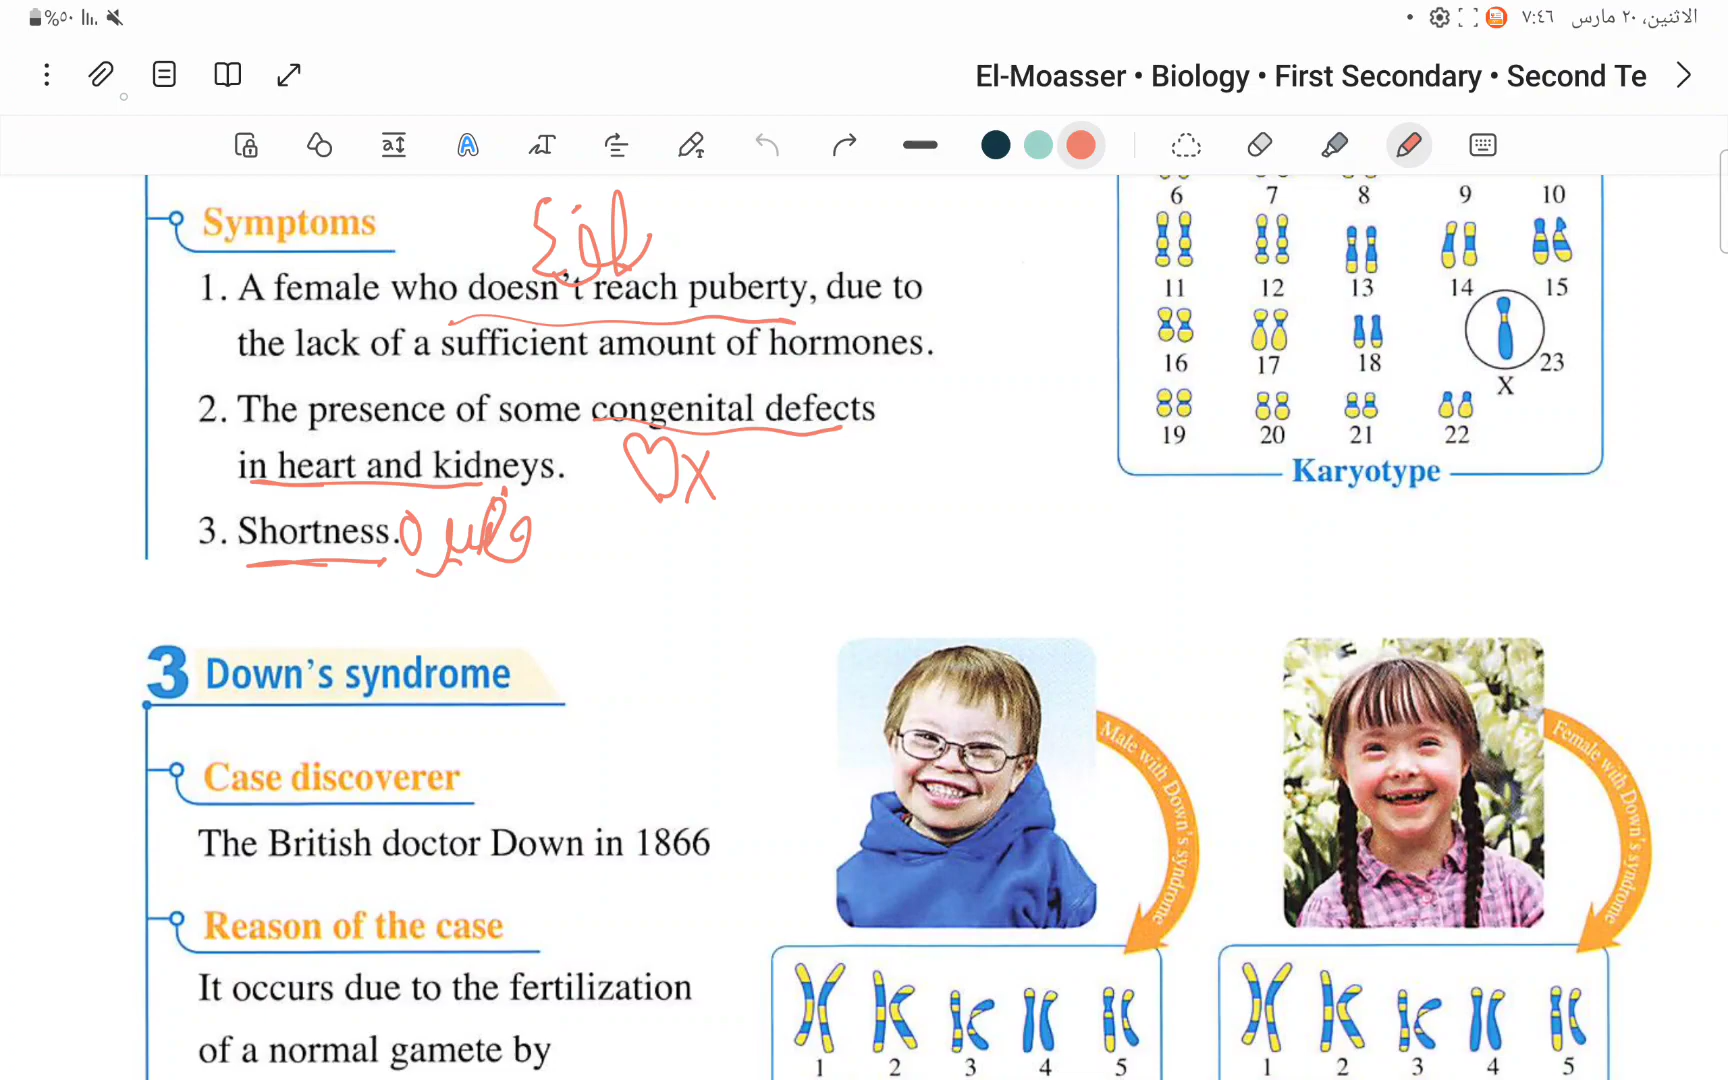 %٥٠
الاثنين، ٢٠ مارس ٧:٤٦
El-Moasser • Biology • First Secondary • Second Te
Symptoms
بلوغ
1. A female who doesn't reach puberty, due to
the lack of a sufficient amount of hormones.
2. The presence of some congenital defects
in heart and kidneys.
X
3. Shortness.
قصيرة
6 7 8 9 10
11 12 13 14 15
16 17 18 23
X
19 20 21 22
Karyotype
3 Down's syndrome
Case discoverer
The British doctor Down in 1866
Reason of the case
It occurs due to the fertilization
of a normal gamete by
Male with Down's syndrome
Female with Down's syndrome
1 2 3 4 5
1 2 3 4 5